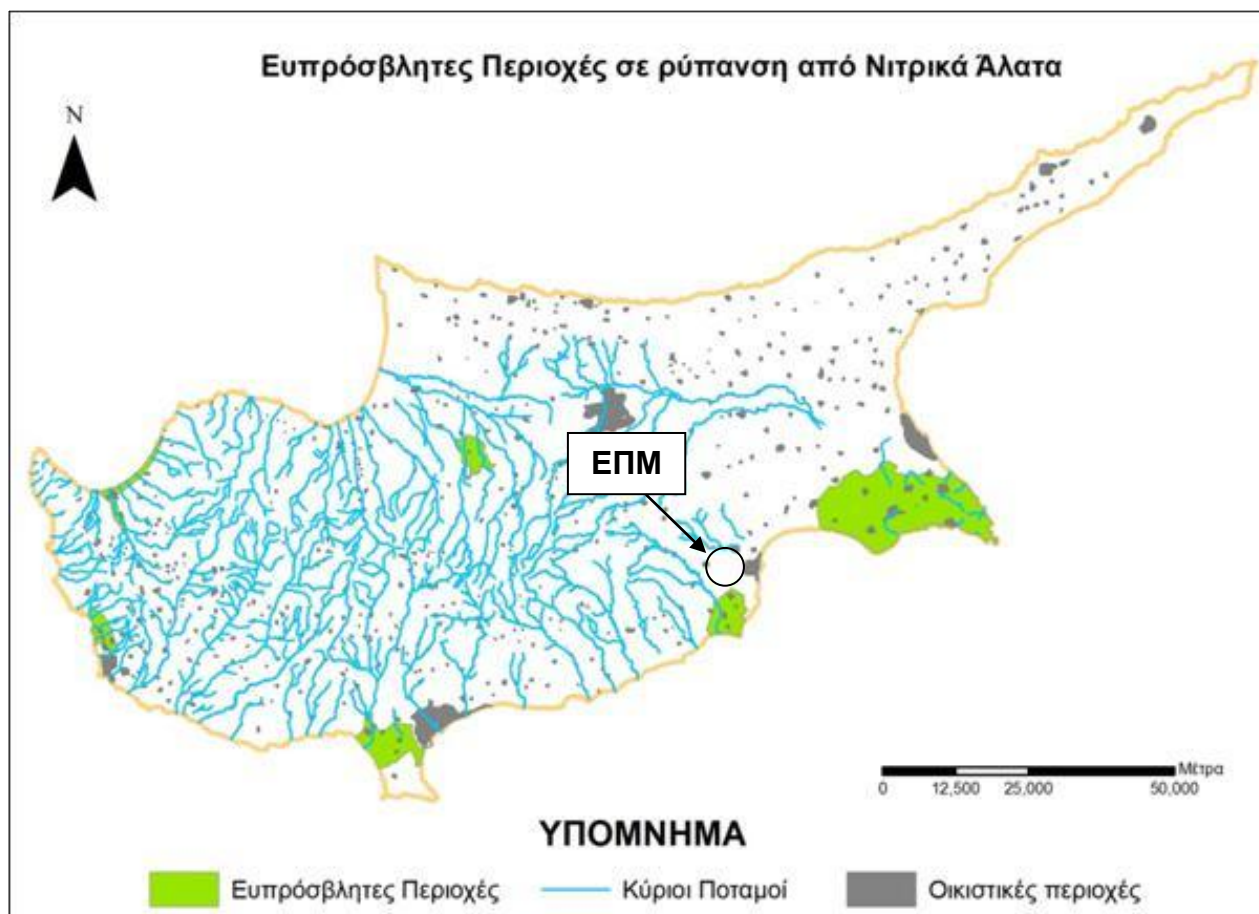 Ευπρόσβλητες Περιοχές σε ρύπανση από Νιτρικά Άλατα
N
ΕΠΜ
Μέτρα
0 12,500 25,000 50,000
ΥΠΟΜΝΗΜΑ
Ευπρόσβλητες Περιοχές Κύριοι Ποταμοί Οικιστικές περιοχές